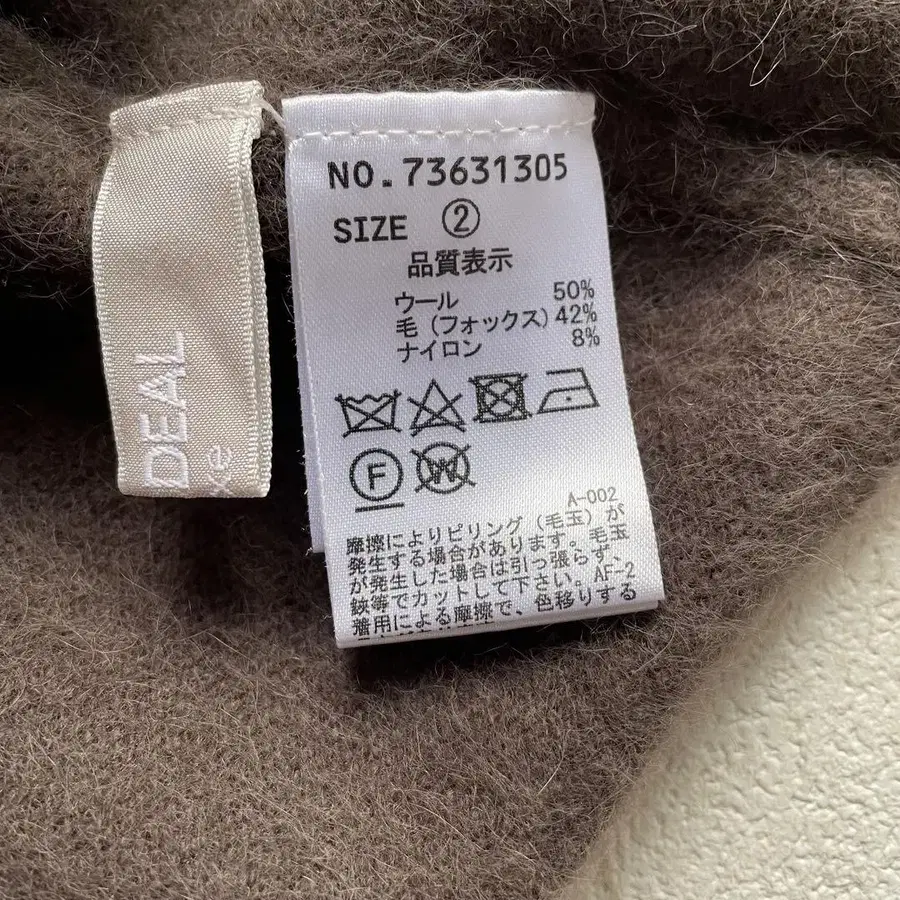 DEAL
NO.73631305
SIZE ②
品質表示
ウール 50%
毛(フォックス) 42%
ナイロン 8%
F
W
A-002
摩擦によりピリング(毛玉)が
発生する場合があります。毛玉
が発生した場合は引っ張らず、
鋏等でカットして下さい。AF-2
着用による摩擦で、色移りする